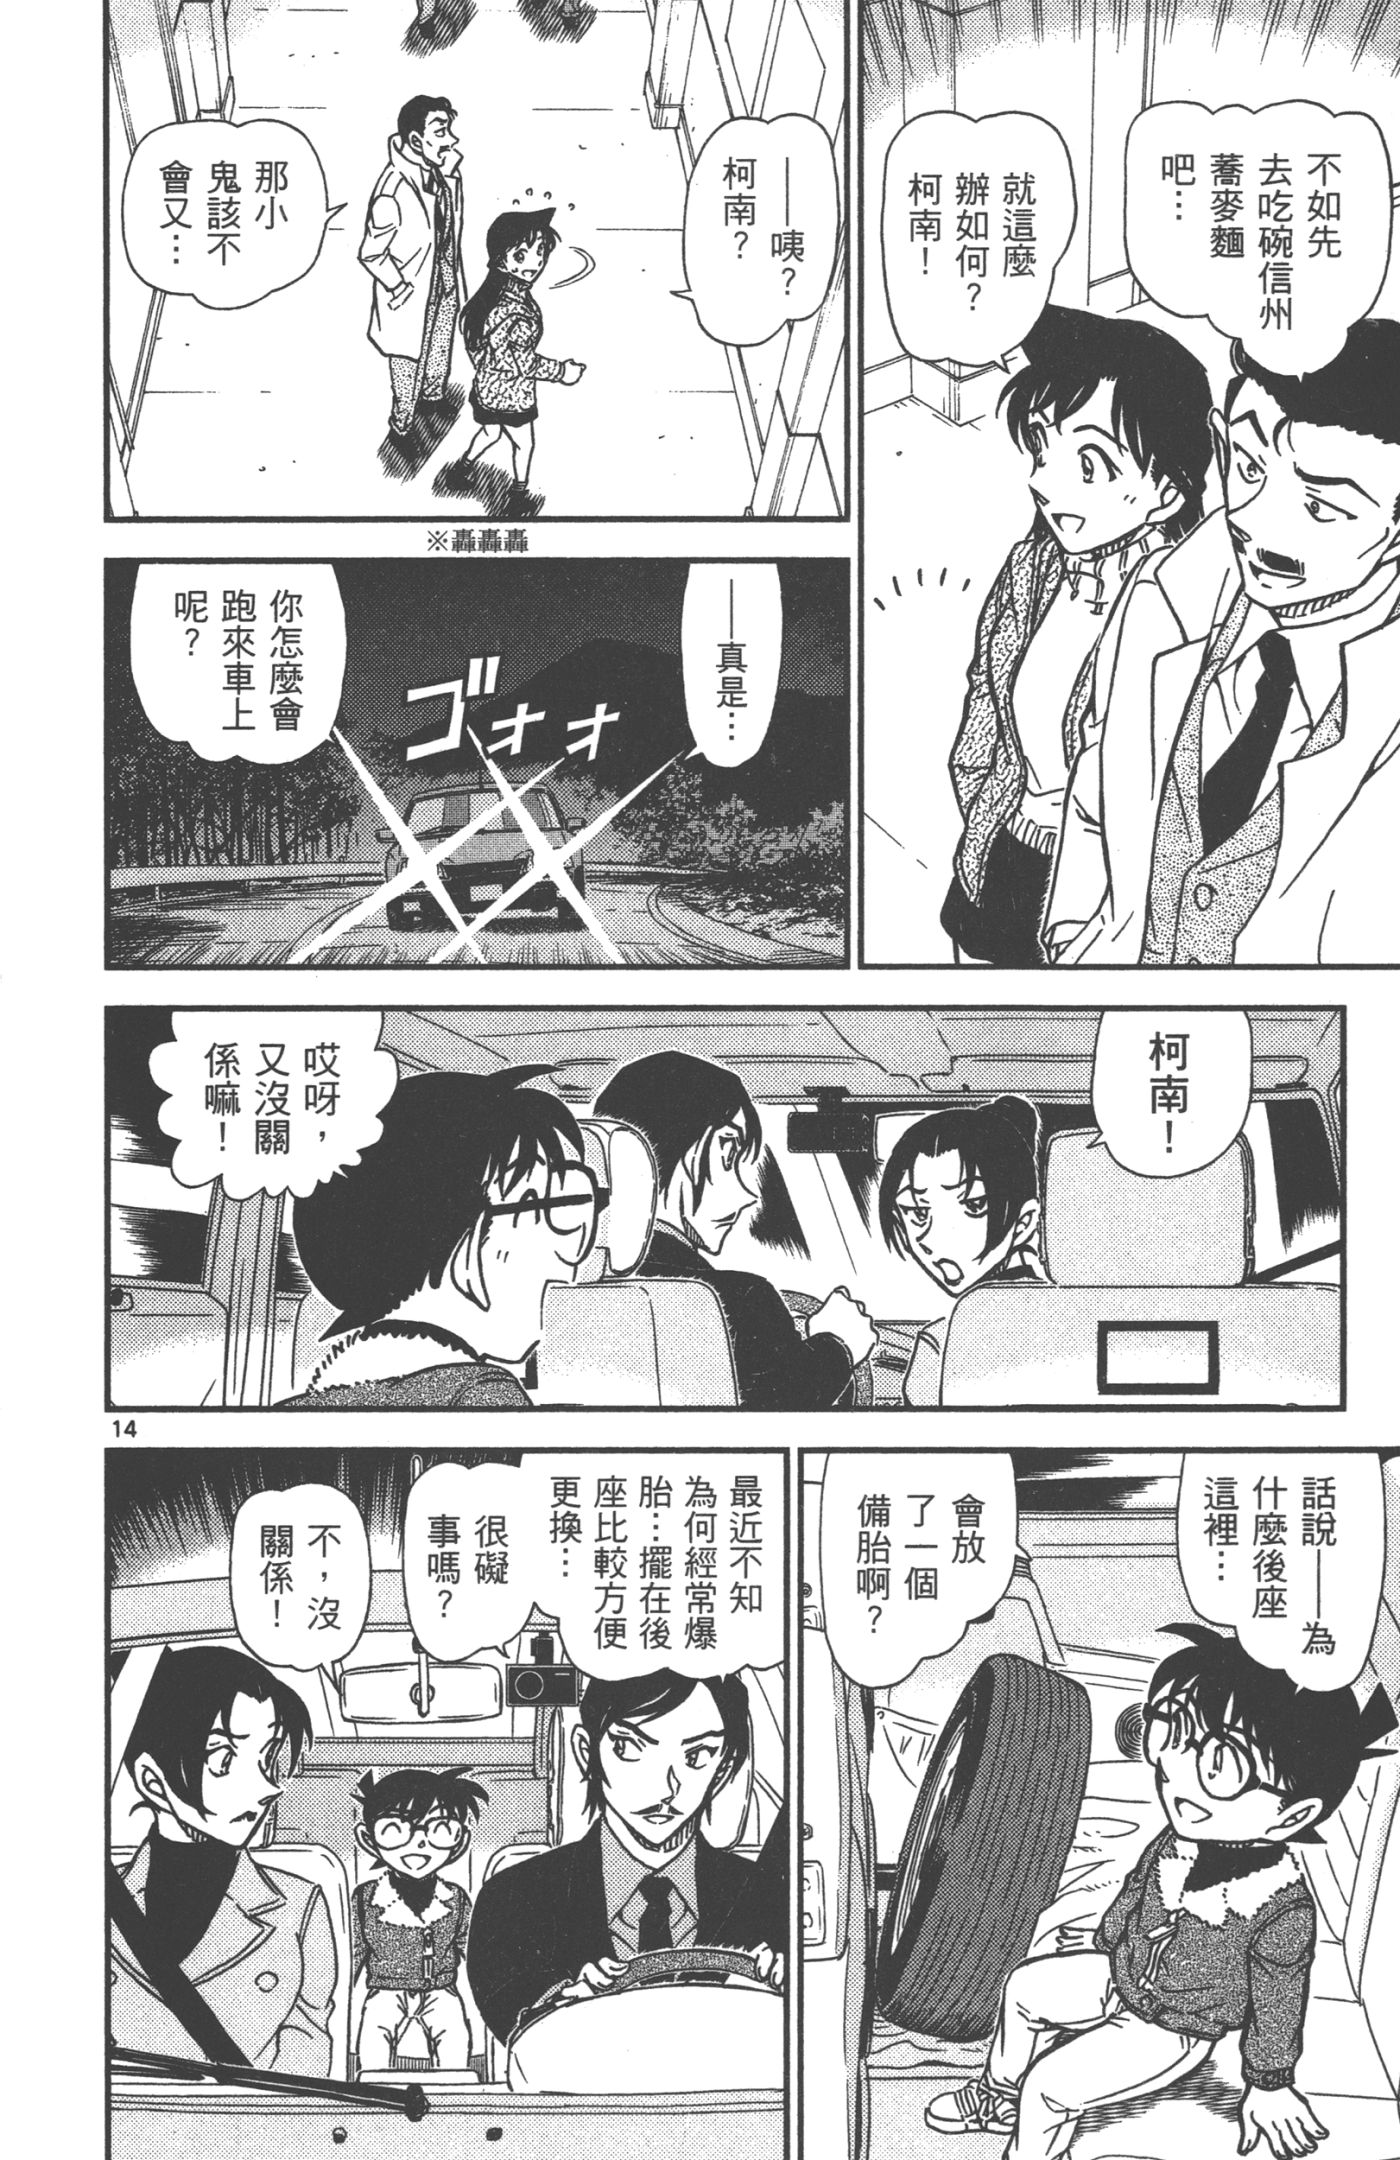 不如先
去吃碗信州
蕎麥麵
吧…
就這麼
辦如何？
柯南！
——咦？
柯南？
那小
鬼該不
會又…
※轟轟轟
——真是…
ゴォォ
你怎麼會
跑來車上
呢？
柯南！
哎呀，
又沒關
係嘛！
14
話說——為
什麼後座
這裡…
會放
了一個
備胎啊？
最近不知
為何經常爆
胎…擺在後
座比較方便
更換…
很礙
事嗎？
不，沒
關係！